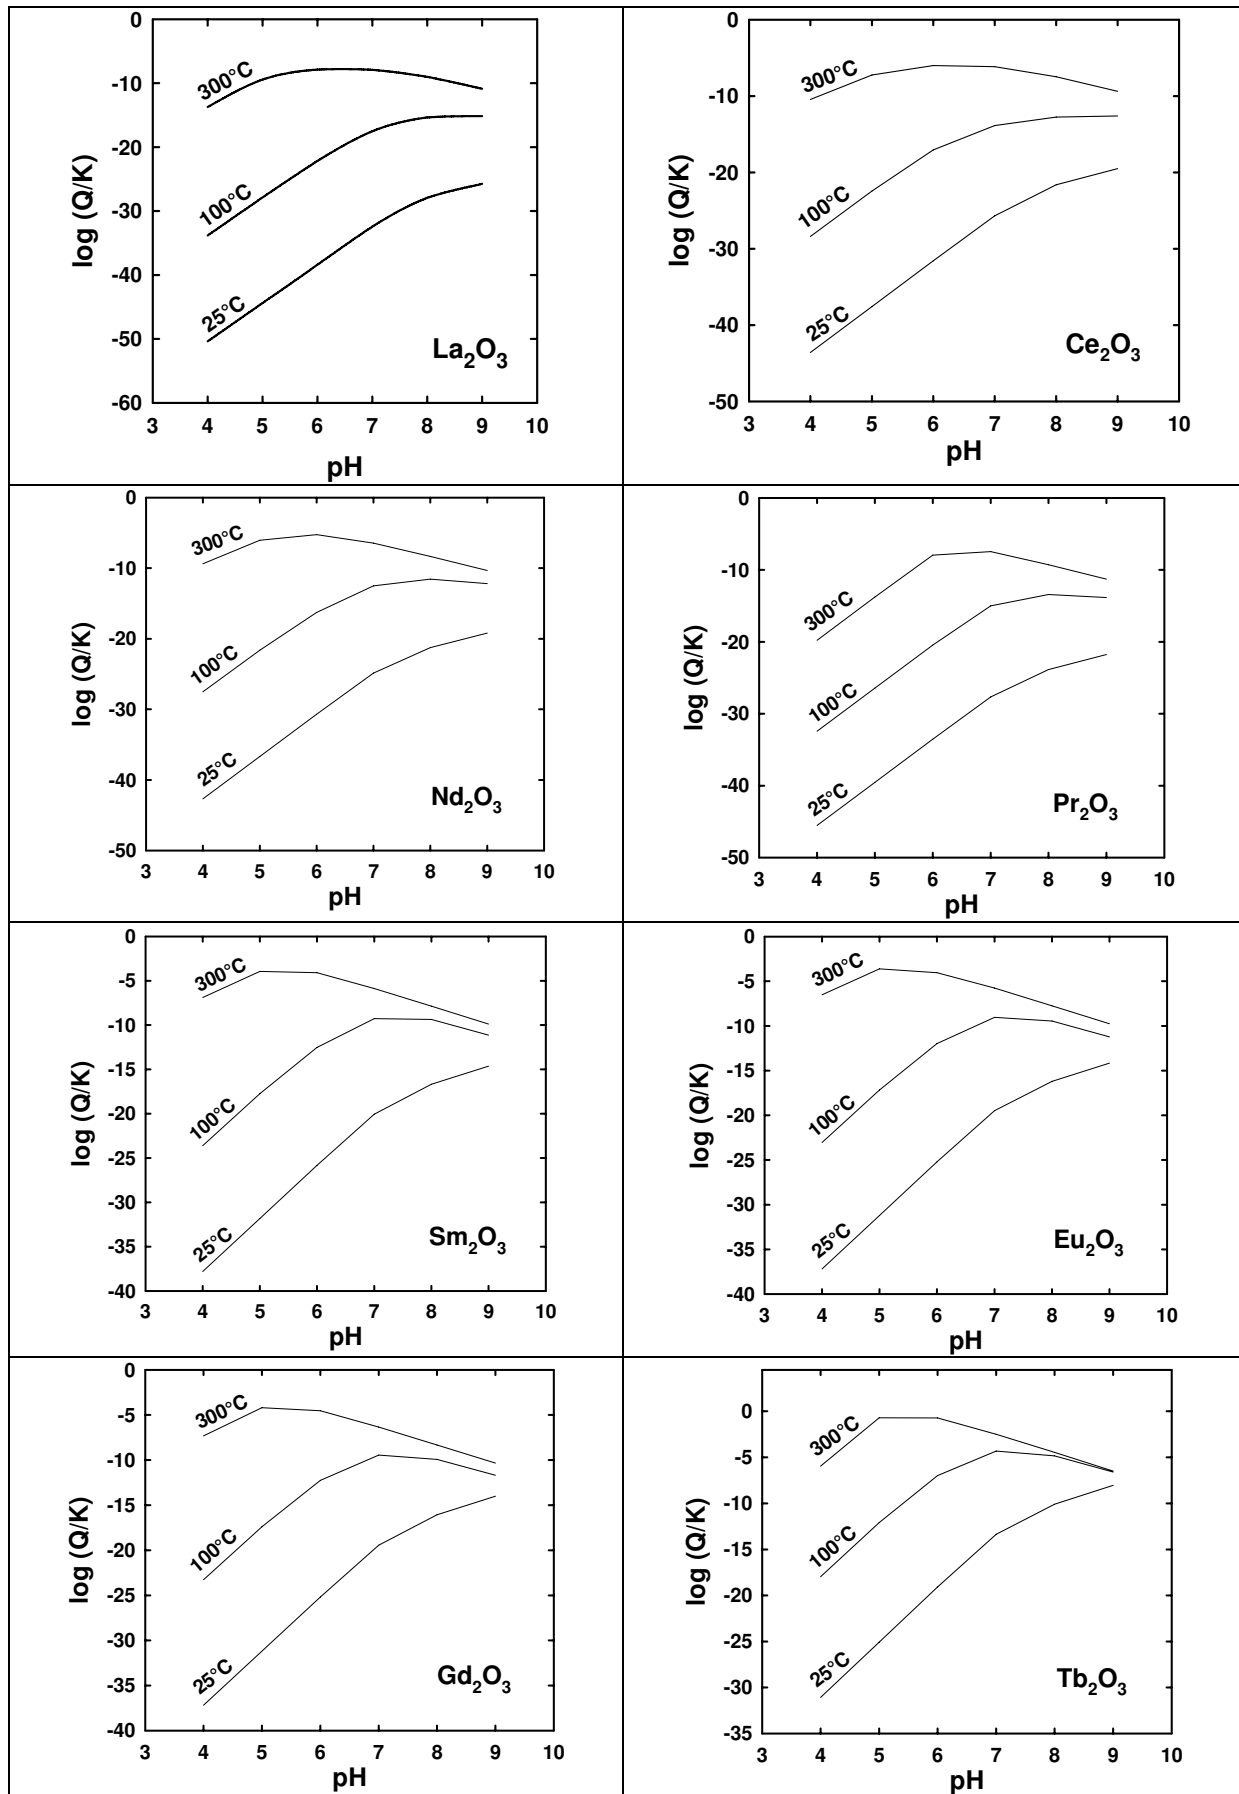 0
-10
-20
-30
-40
-50
-60
log (Q/K)
300°C
100°C
25°C
La2O3
3 4 5 6 7 8 9 10
pH
0
-10
-20
-30
-40
-50
log (Q/K)
300°C
100°C
25°C
Ce2O3
3 4 5 6 7 8 9 10
pH
0
-10
-20
-30
-40
-50
log (Q/K)
300°C
100°C
25°C
Nd2O3
3 4 5 6 7 8 9 10
pH
0
-10
-20
-30
-40
-50
log (Q/K)
300°C
100°C
25°C
Pr2O3
3 4 5 6 7 8 9 10
pH
0
-5
-10
-15
-20
-25
-30
-35
-40
log (Q/K)
300°C
100°C
25°C
Sm2O3
3 4 5 6 7 8 9 10
pH
0
-5
-10
-15
-20
-25
-30
-35
-40
log (Q/K)
300°C
100°C
25°C
Eu2O3
3 4 5 6 7 8 9 10
pH
0
-5
-10
-15
-20
-25
-30
-35
-40
log (Q/K)
300°C
100°C
25°C
Gd2O3
3 4 5 6 7 8 9 10
pH
0
-5
-10
-15
-20
-25
-30
-35
log (Q/K)
300°C
100°C
25°C
Tb2O3
3 4 5 6 7 8 9 10
pH